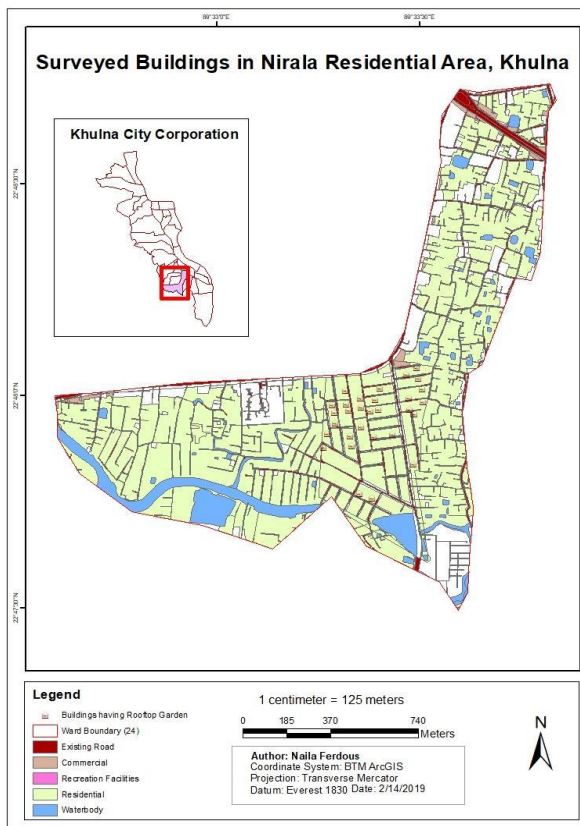 89°33'0"E
89°33'30"E
Surveyed Buildings in Nirala Residential Area, Khulna
Khulna City Corporation
22°48'30"N
22°48'0"N
22°47'30"N
Legend
Buildings having Rooftop Garden
Ward Boundary (24)
Existing Road
Commercial
Recreation Facilities
Residential
Waterbody
1 centimeter = 125 meters
0 185 370 740
Meters
Author: Naila Ferdous
Coordinate System: BTM ArcGIS
Projection: Transverse Mercator
Datum: Everest 1830 Date: 2/14/2019
N